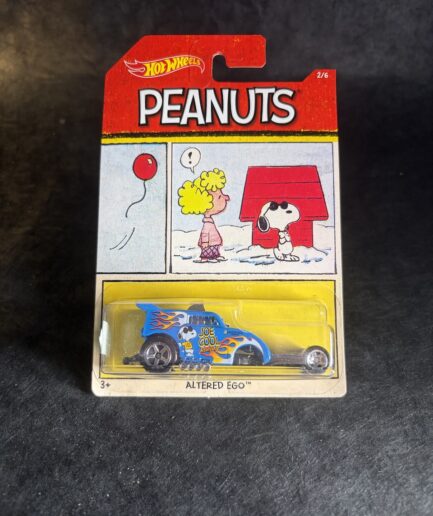 Hot Wheels
2/6
PEANUTS®
!
JOE
COOL
3+
ALTERED EGO™